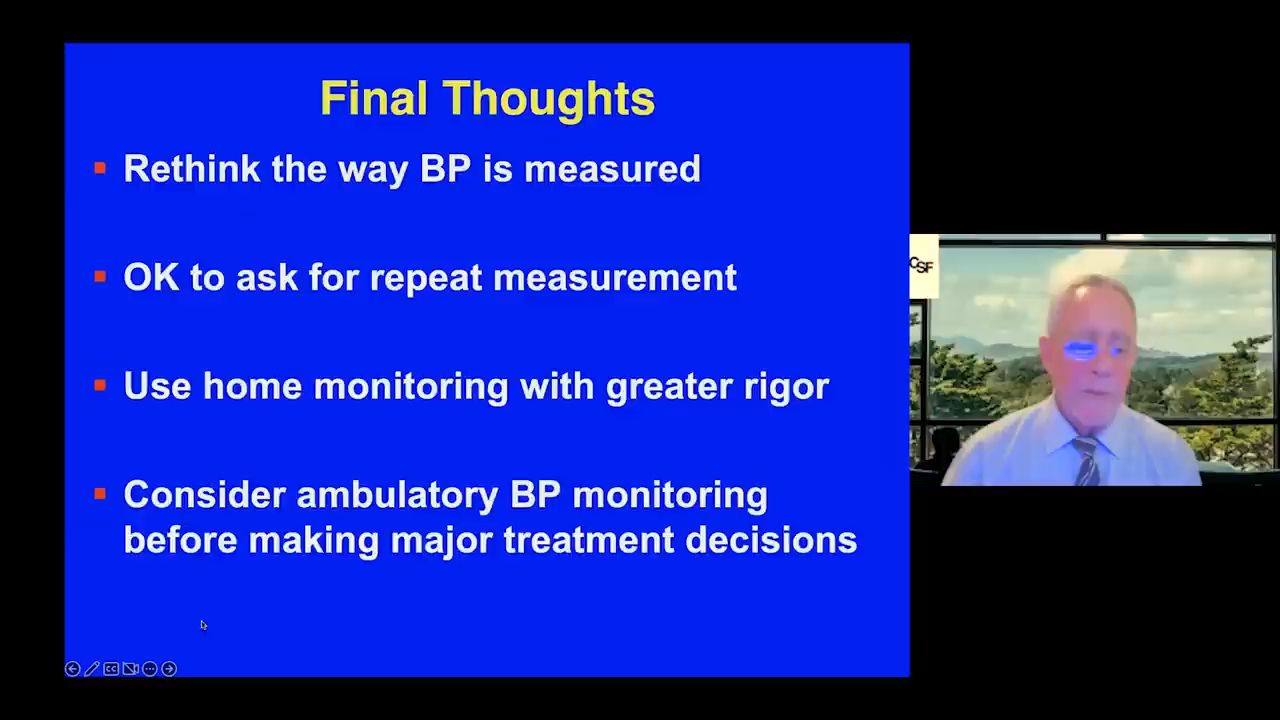 Final Thoughts
Rethink the way BP is measured
OK to ask for repeat measurement
Use home monitoring with greater rigor
Consider ambulatory BP monitoring
before making major treatment decisions
CSF